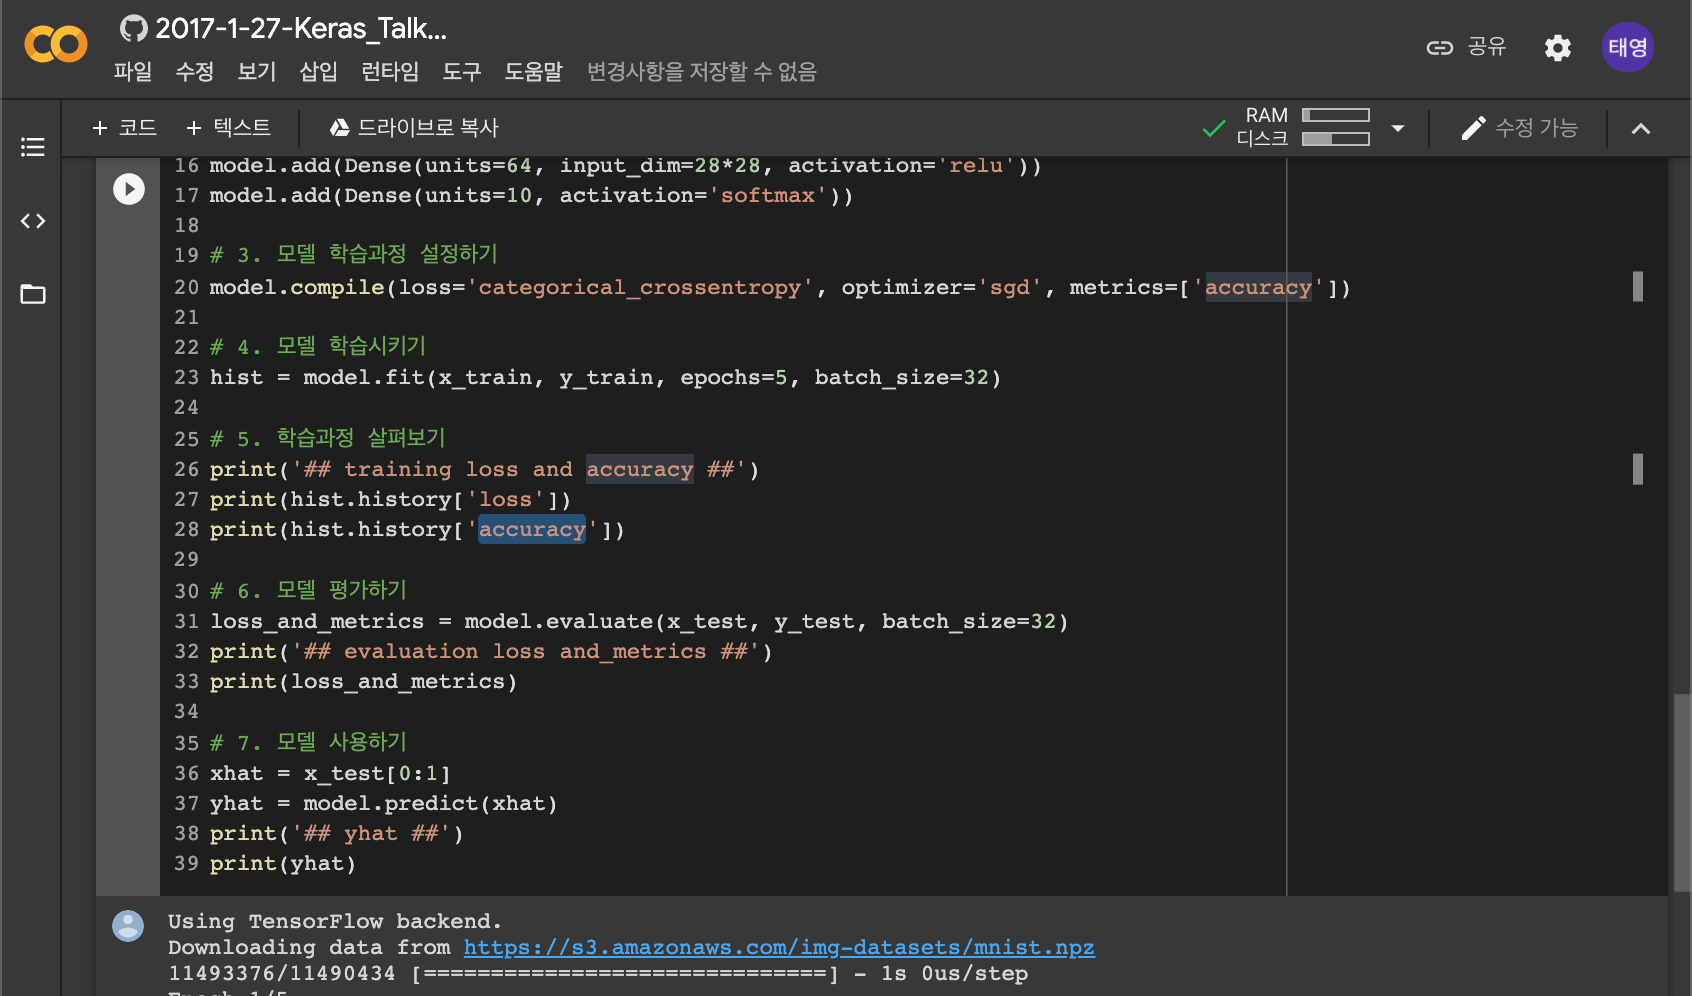 2017-1-27-Keras_Talk...
파일 수정 보기 삽입 런타임 도구 도움말 변경사항을 저장할 수 없음
공유
태영
+ 코드 + 텍스트 드라이브로 복사
RAM
디스크
수정 가능
16 model.add(Dense(units=64, input_dim=28*28, activation='relu'))
17 model.add(Dense(units=10, activation='softmax'))
18
19 # 3. 모델 학습과정 설정하기
20 model.compile(loss='categorical_crossentropy', optimizer='sgd', metrics=['accuracy'])
21
22 # 4. 모델 학습시키기
23 hist = model.fit(x_train, y_train, epochs=5, batch_size=32)
24
25 # 5. 학습과정 살펴보기
26 print('## training loss and accuracy ##')
27 print(hist.history['loss'])
28 print(hist.history['accuracy'])
29
30 # 6. 모델 평가하기
31 loss_and_metrics = model.evaluate(x_test, y_test, batch_size=32)
32 print('## evaluation loss and_metrics ##')
33 print(loss_and_metrics)
34
35 # 7. 모델 사용하기
36 xhat = x_test[0:1]
37 yhat = model.predict(xhat)
38 print('## yhat ##')
39 print(yhat)
Using TensorFlow backend.
Downloading data from https://s3.amazonaws.com/img-datasets/mnist.npz
11493376/11490434 [==============================] - 1s 0us/step
Epoch 1/5